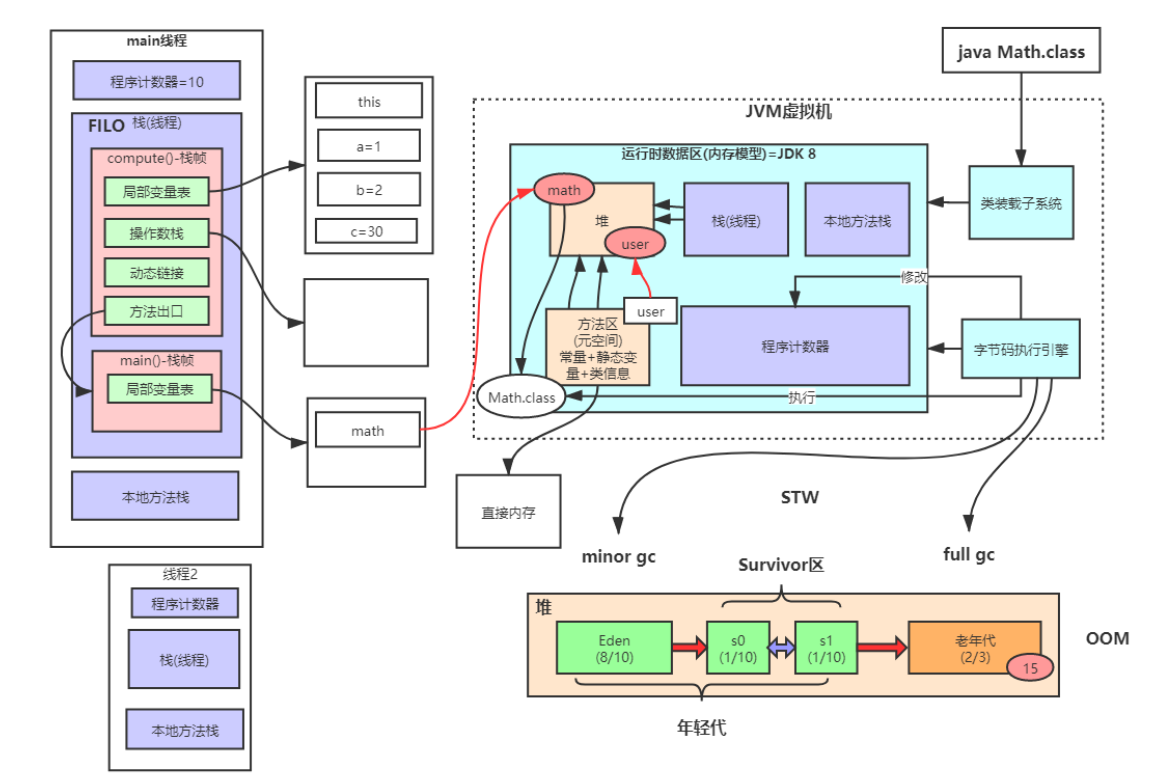 main线程
程序计数器=10
FILO 栈(线程)
compute()-栈帧
局部变量表
操作数栈
动态链接
方法出口
main()-栈帧
局部变量表
本地方法栈
线程2
程序计数器
栈(线程)
本地方法栈
this
a=1
b=2
c=30
math
java Math.class
JVM虚拟机
运行时数据区(内存模型)=JDK 8
math
堆
user
栈(线程)
本地方法栈
类装载子系统
修改
user
方法区
(元空间)
常量+静态变
量+类信息
程序计数器
字节码执行引擎
Math.class
执行
直接内存
STW
minor gc
full gc
Survivor区
堆
Eden
(8/10)
s0
(1/10)
s1
(1/10)
老年代
(2/3)
15
OOM
年轻代